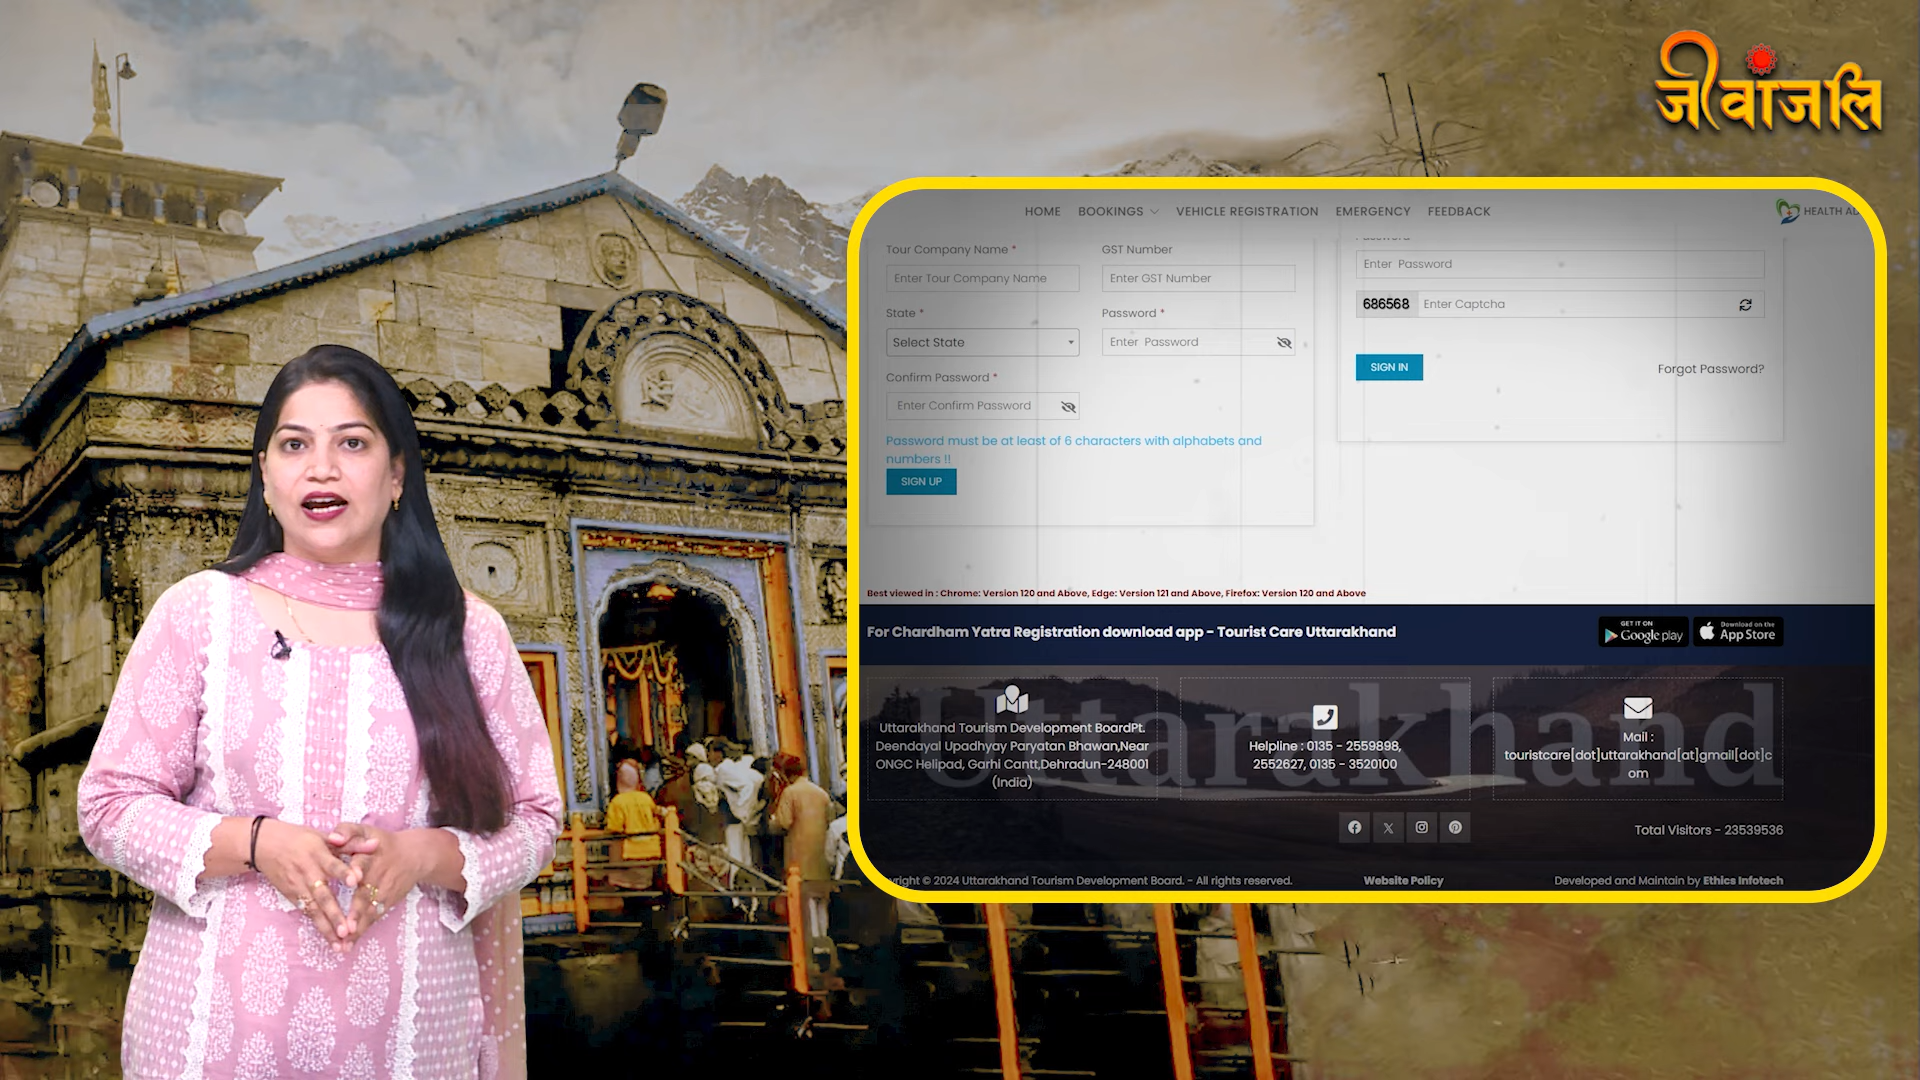 जीवांजलि
HOME BOOKINGS VEHICLE REGISTRATION EMERGENCY FEEDBACK
HEALTH
Tour Company Name * GST Number
Enter Tour Company Name Enter GST Number
State * Password *
Select State Enter Password
Confirm Password *
Enter Confirm Password
Password must be at least of 6 characters with alphabets and
numbers !!
SIGN UP
Password
Enter Password
686568 Enter Captcha
SIGN IN Forgot Password?
Best viewed in : Chrome: Version 120 and Above, Edge: Version 121 and Above, Firefox: Version 120 and Above
For Chardham Yatra Registration download app - Tourist Care Uttarakhand
GET IT ON
Google play
Download on the
App Store
Uttarakhand
Uttarakhand Tourism Development BoardPt.
Deendayal Upadhyay Paryatan Bhawan,Near
ONGC Helipad, Garhi Cantt,Dehradun-248001
(India)
Helpline : 0135 - 2559898,
2552627, 0135 - 3520100
Mail :
touristcare[dot]uttarakhand[at]gmail[dot]c
om
Total Visitors - 23539536
© 2024 Uttarakhand Tourism Development Board. - All rights reserved. Website Policy Developed and Maintain by Ethics Infotech